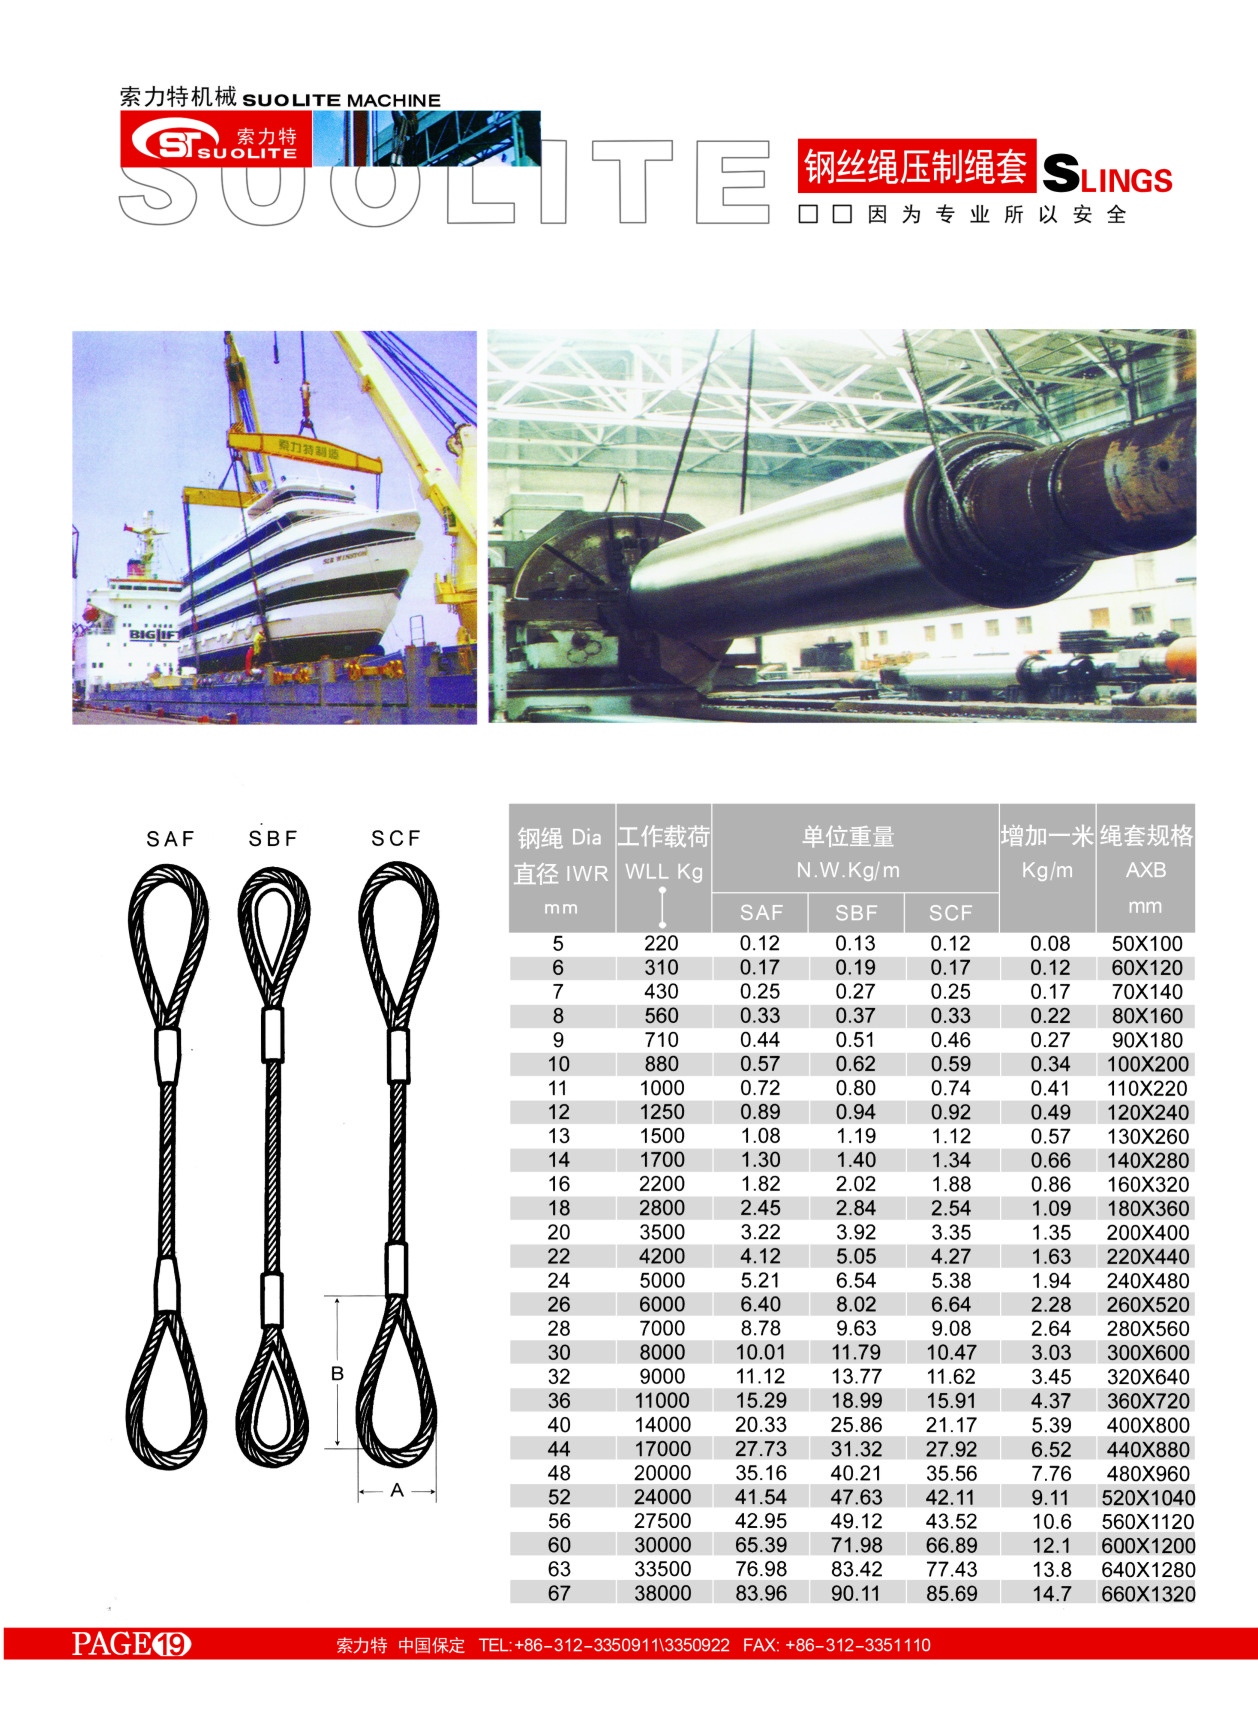 索力特机械 SUOLITE MACHINE
ST 索力特
SUOLITE
SUOLITE
钢丝绳压制绳套 SLINGS
□□因为专业所以安全
索力特制造
BIGLIFT
SAF SBF SCF
B
A
钢绳 Dia 工作载荷 单位重量 增加一米 绳套规格
直径 IWR WLL Kg N.W.Kg/m Kg/m AXB
mm SAF SBF SCF mm
5 220 0.12 0.13 0.12 0.08 50X100
6 310 0.17 0.19 0.17 0.12 60X120
7 430 0.25 0.27 0.25 0.17 70X140
8 560 0.33 0.37 0.33 0.22 80X160
9 710 0.44 0.51 0.46 0.27 90X180
10 880 0.57 0.62 0.59 0.34 100X200
11 1000 0.72 0.80 0.74 0.41 110X220
12 1250 0.89 0.94 0.92 0.49 120X240
13 1500 1.08 1.19 1.12 0.57 130X260
14 1700 1.30 1.40 1.34 0.66 140X280
16 2200 1.82 2.02 1.88 0.86 160X320
18 2800 2.45 2.84 2.54 1.09 180X360
20 3500 3.22 3.92 3.35 1.35 200X400
22 4200 4.12 5.05 4.27 1.63 220X440
24 5000 5.21 6.54 5.38 1.94 240X480
26 6000 6.40 8.02 6.64 2.28 260X520
28 7000 8.78 9.63 9.08 2.64 280X560
30 8000 10.01 11.79 10.47 3.03 300X600
32 9000 11.12 13.77 11.62 3.45 320X640
36 11000 15.29 18.99 15.91 4.37 360X720
40 14000 20.33 25.86 21.17 5.39 400X800
44 17000 27.73 31.32 27.92 6.52 440X880
48 20000 35.16 40.21 35.56 7.76 480X960
52 24000 41.54 47.63 42.11 9.11 520X1040
56 27500 42.95 49.12 43.52 10.6 560X1120
60 30000 65.39 71.98 66.89 12.1 600X1200
63 33500 76.98 83.42 77.43 13.8 640X1280
67 38000 83.96 90.11 85.69 14.7 660X1320
PAGE 19 索力特 中国保定 TEL:+86-312-3350911\3350922 FAX: +86-312-3351110